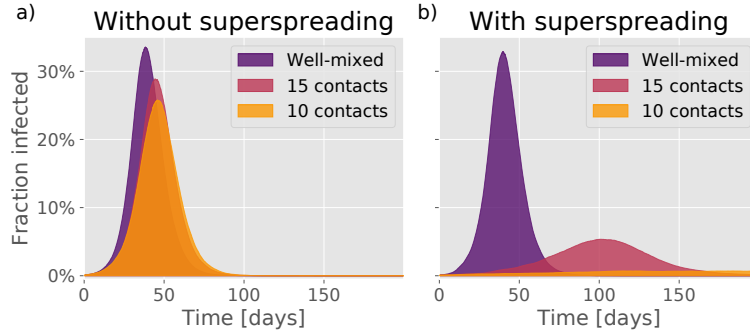 a) Without superspreading
Well-mixed
15 contacts
10 contacts
Fraction infected
30%
20%
10%
0%
0 50 100 150
Time [days]
b) With superspreading
Well-mixed
15 contacts
10 contacts
0 50 100 150
Time [days]